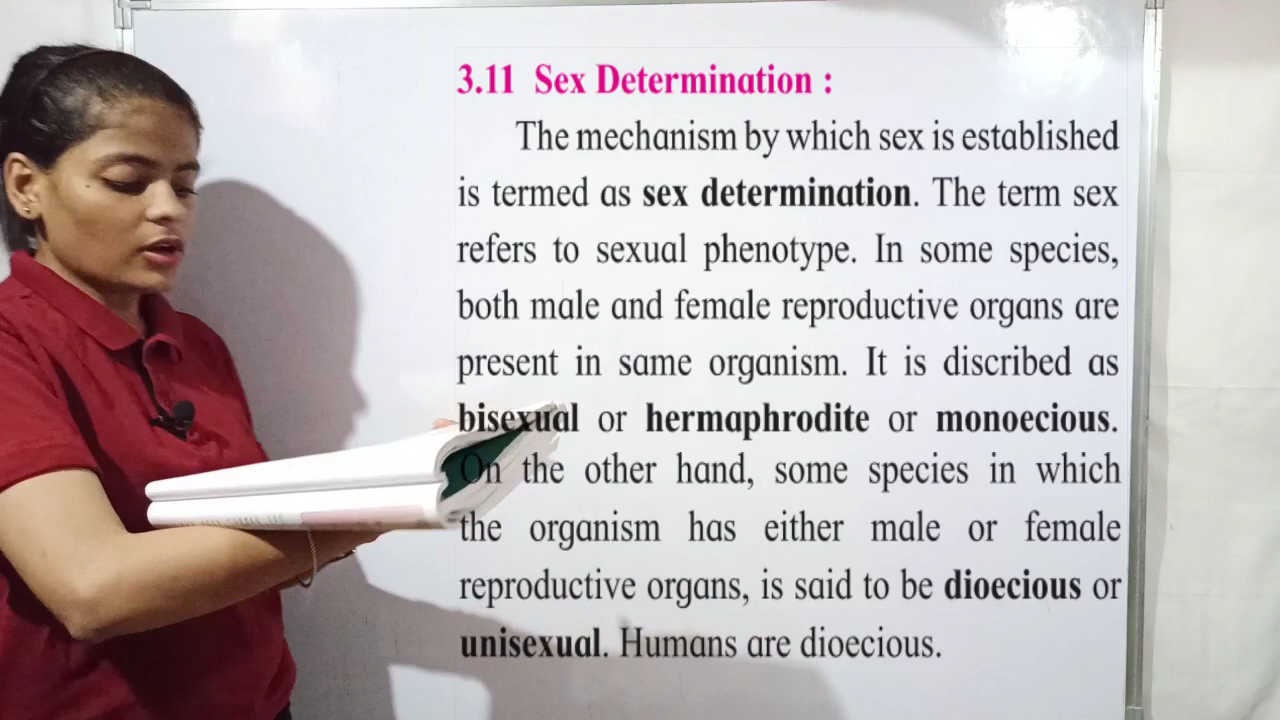 3.11 Sex Determination :
The mechanism by which sex is established
is termed as sex determination. The term sex
refers to sexual phenotype. In some species,
both male and female reproductive organs are
present in same organism. It is discribed as
bisexual or hermaphrodite or monoecious.
On the other hand, some species in which
the organism has either male or female
reproductive organs, is said to be dioecious or
unisexual. Humans are dioecious.